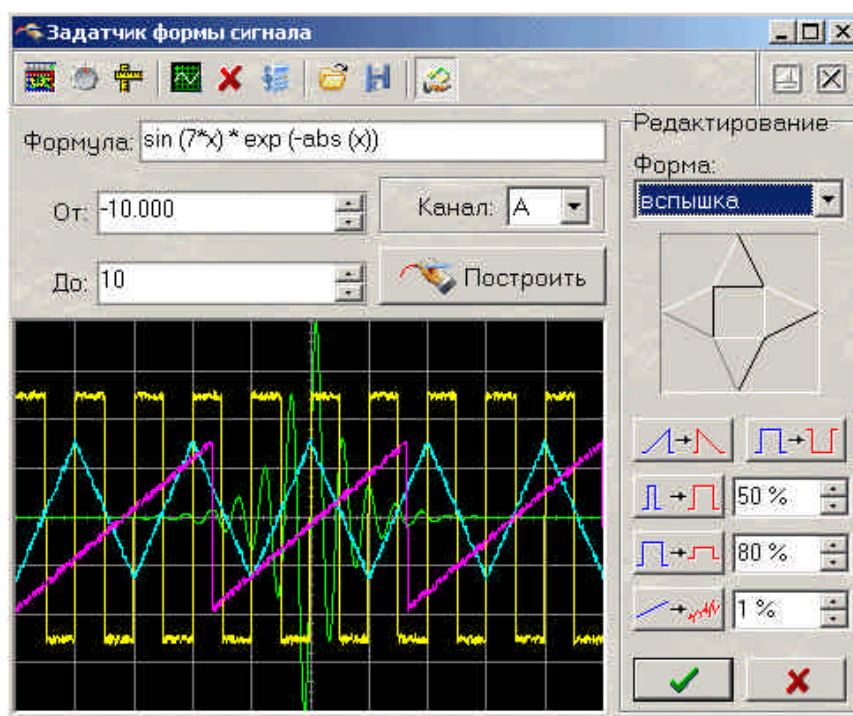 Задатчик формы сигнала
Формула: sin (7*x) * exp (-abs (x))
От: -10.000
Канал: A
До: 10
Построить
Редактирование
Форма:
вспышка
50 %
80 %
1 %